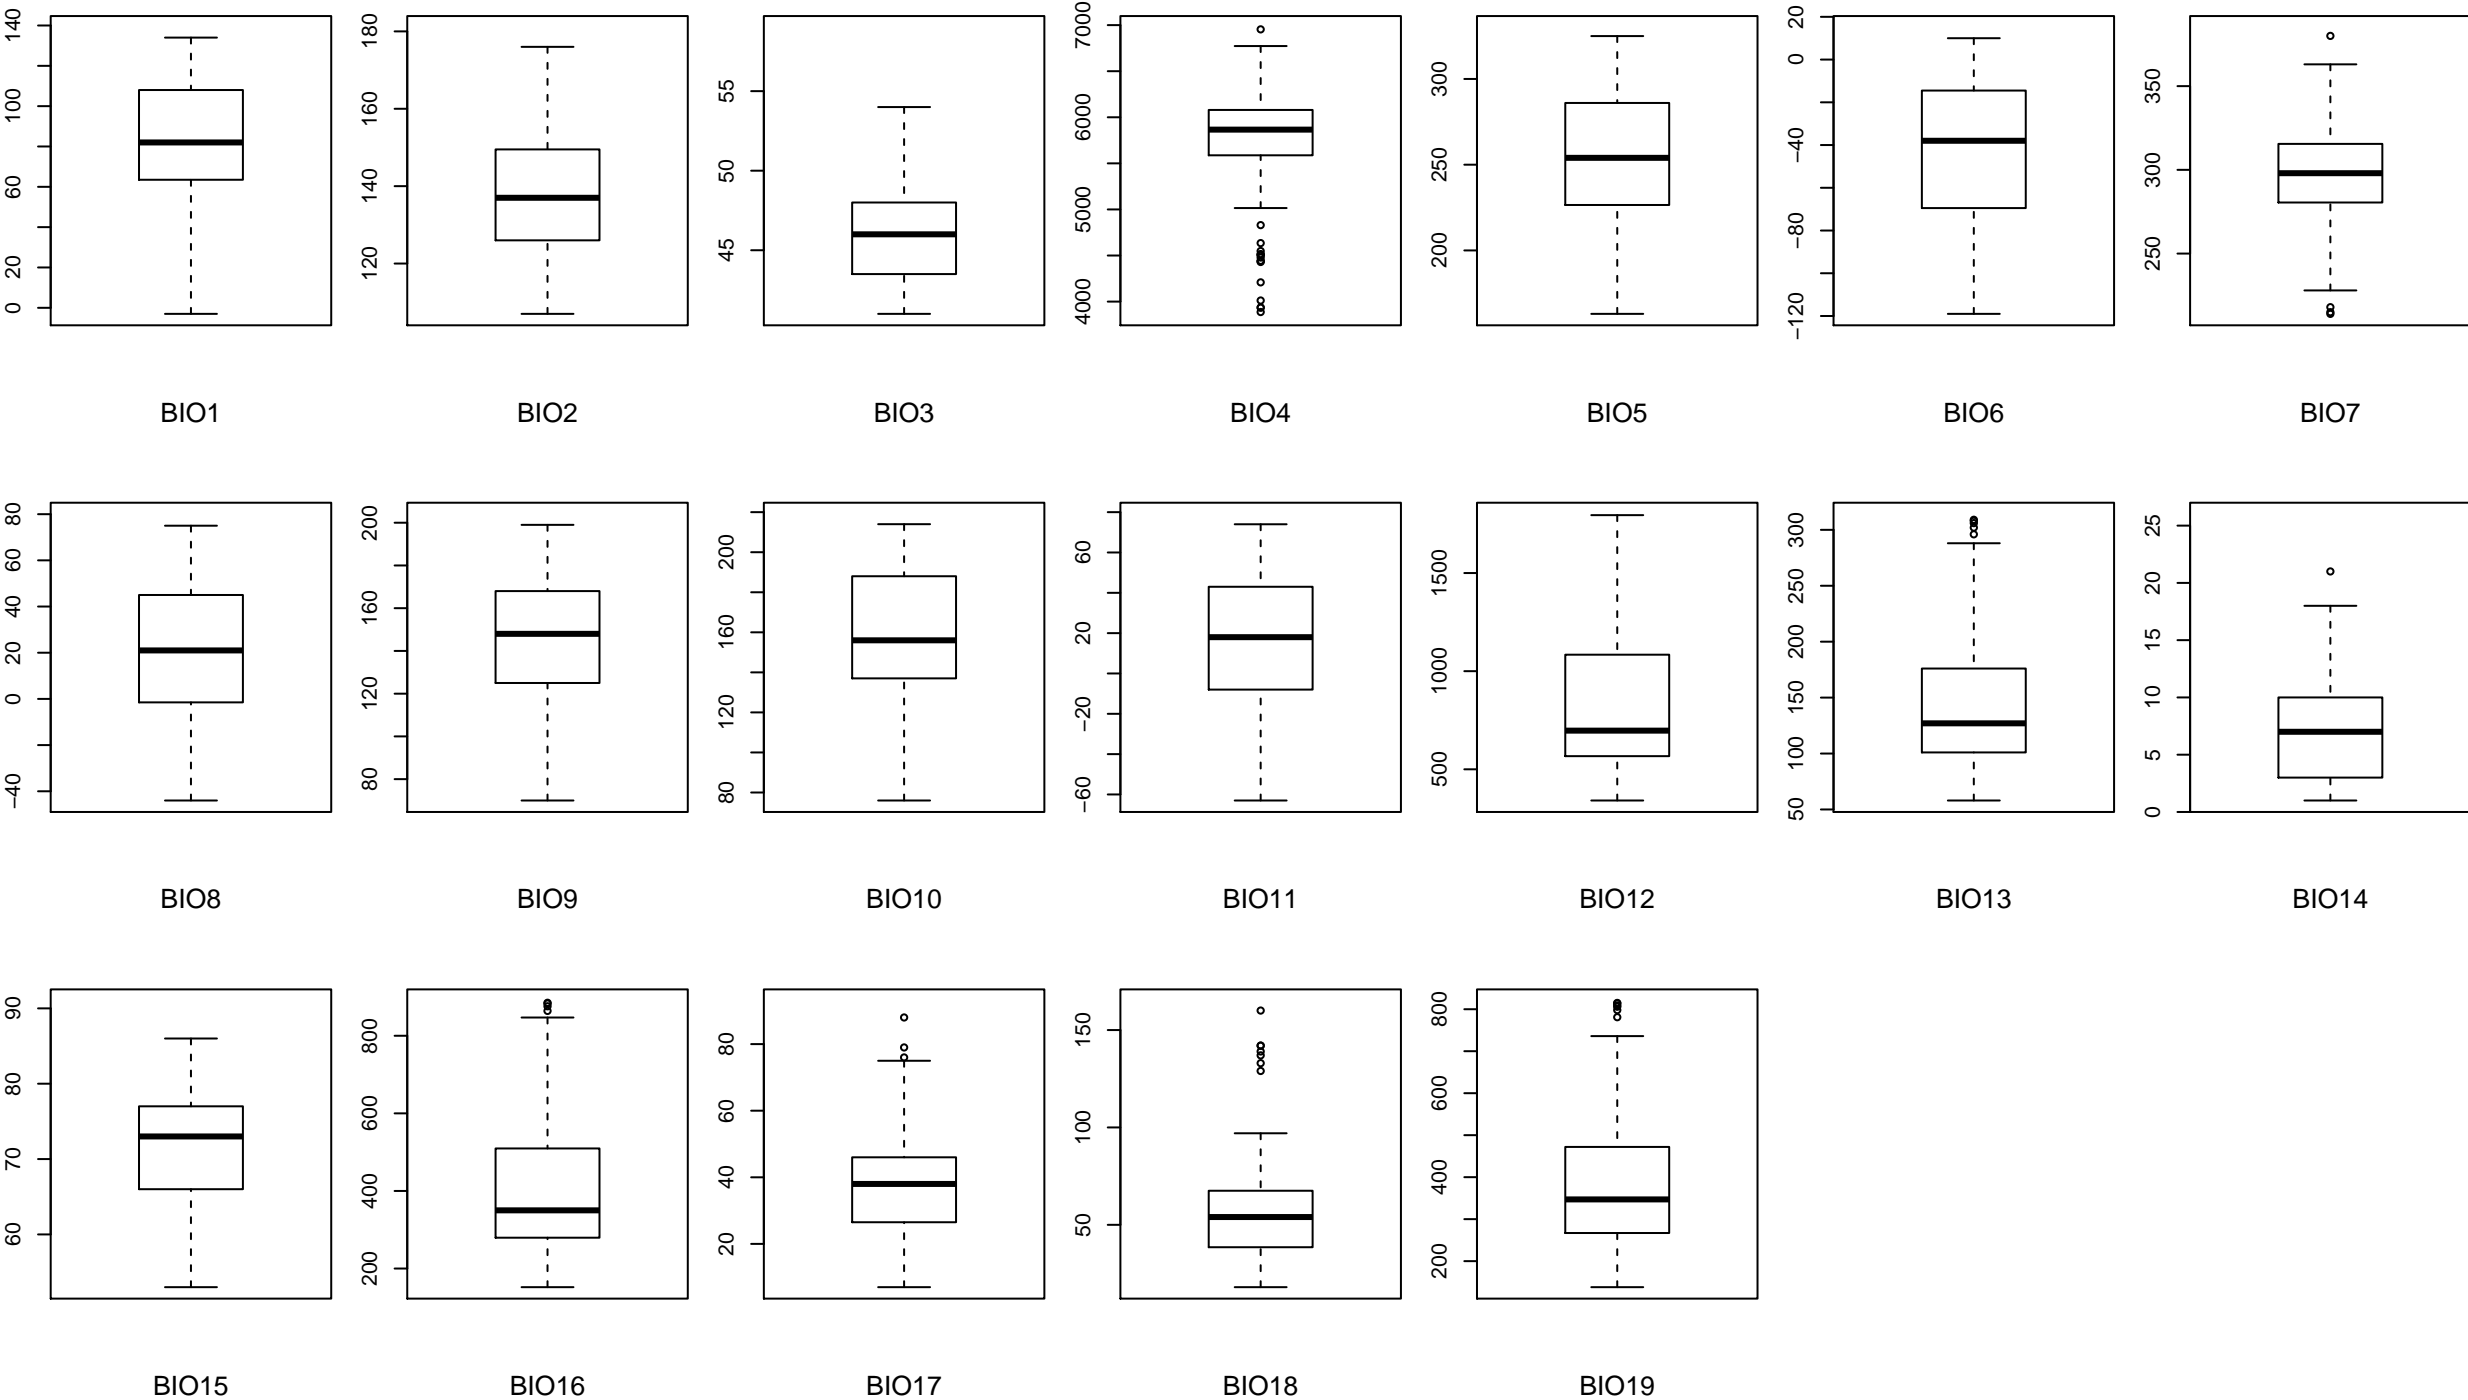 0 20 60 100 140
120 140 160 180
45 50 55
4000 5000 6000 7000
200 250 300
−120 −80 −40 0 20
250 300 350
BIO1 BIO2 BIO3 BIO4 BIO5 BIO6 BIO7
−40 0 20 40 60 80
80 120 160 200
80 120 160 200
−60 −20 20 60
500 1000 1500
50 100 150 200 250 300
0 5 10 15 20 25
BIO8 BIO9 BIO10 BIO11 BIO12 BIO13 BIO14
60 70 80 90
200 400 600 800
20 40 60 80
50 100 150
200 400 600 800
BIO15 BIO16 BIO17 BIO18 BIO19